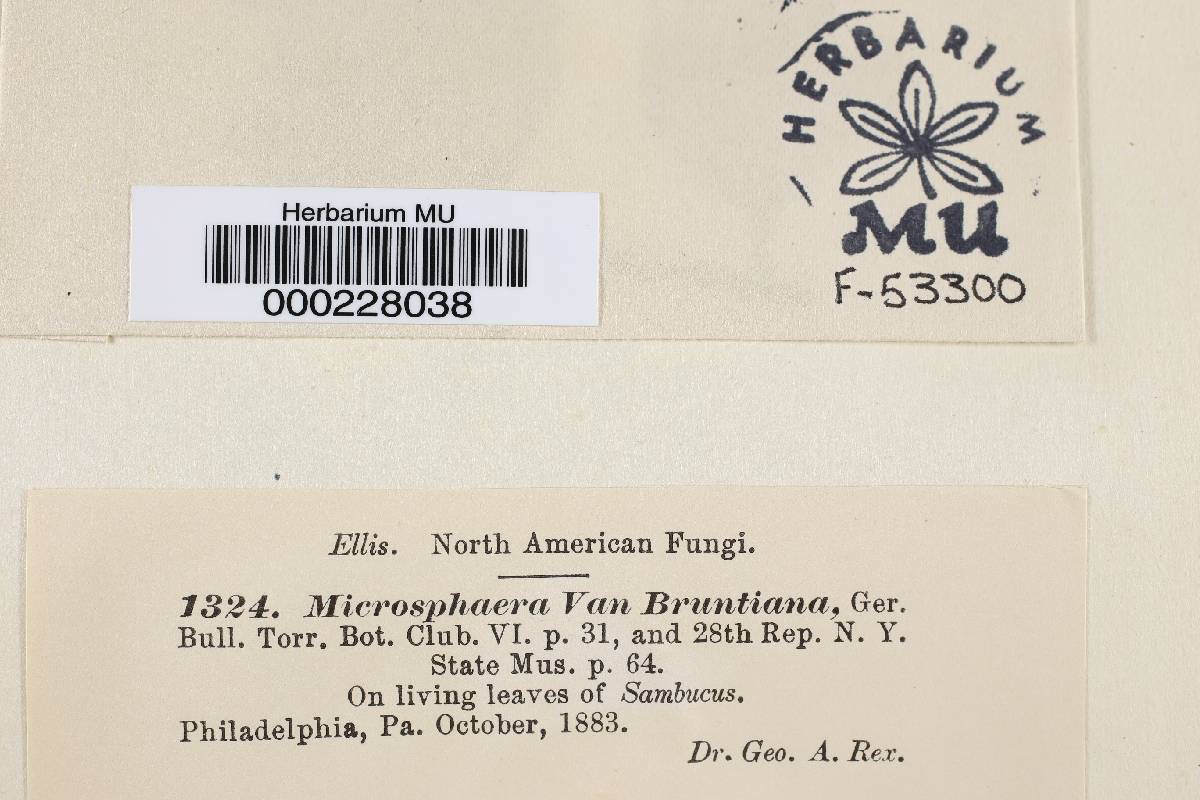 HERBARIUM
MU
F-53300
Herbarium MU
000228038
Ellis. North American Fungi.
1324. Microsphaera Van Bruntiana, Ger.
Bull. Torr. Bot. Club. VI. p. 31, and 28th Rep. N. Y.
State Mus. p. 64.
On living leaves of Sambucus.
Philadelphia, Pa. October, 1883.
Dr. Geo. A. Rex.